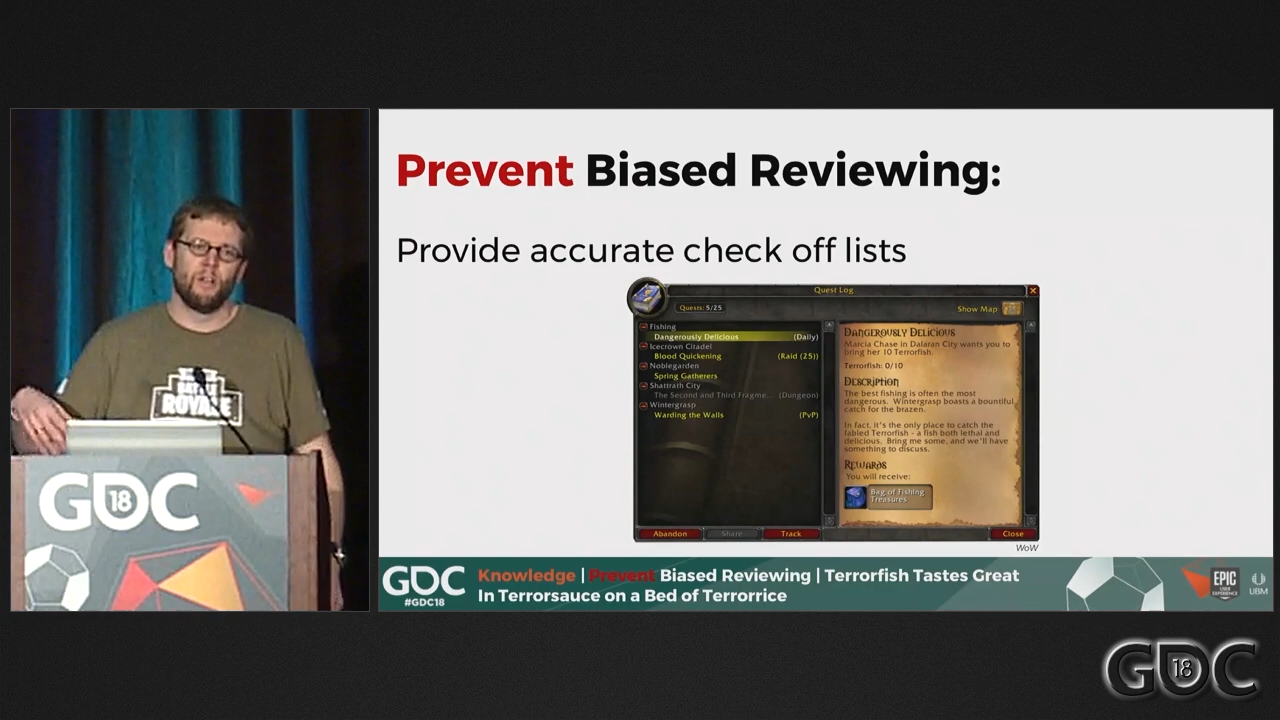 BATTLE
ROYALE
GDC
18
Prevent Biased Reviewing:
Provide accurate check off lists
Quest Log
Quests: 5/25
Show Map
Fishing
Dangerously Delicious (Daily)
Icecrown Citadel
Blood Quickening (Raid (25))
Noblegarden
Spring Gatherers
Shattrath City
The Second and Third Fragme... (Dungeon)
Wintergrasp
Warding the Walls (PvP)
Dangerously Delicious
Marcia Chase in Dalaran City wants you to
bring her 10 Terrorfish.
Terrorfish: 0/10
Description
The best fishing is often the most
dangerous. Wintergrasp boasts a bountiful
catch for the brazen.
In fact, it's the only place to catch the
fabled Terrorfish - a fish both lethal and
delicious. Bring me some, and we'll have
something to discuss.
Rewards
You will receive:
Bag of Fishing
Treasures
Abandon
Share
Track
Close
WoW
GDC
#GDC18
Knowledge | Prevent Biased Reviewing | Terrorfish Tastes Great
In Terrorsauce on a Bed of Terrorrice
EPIC
UBM
GDC
18